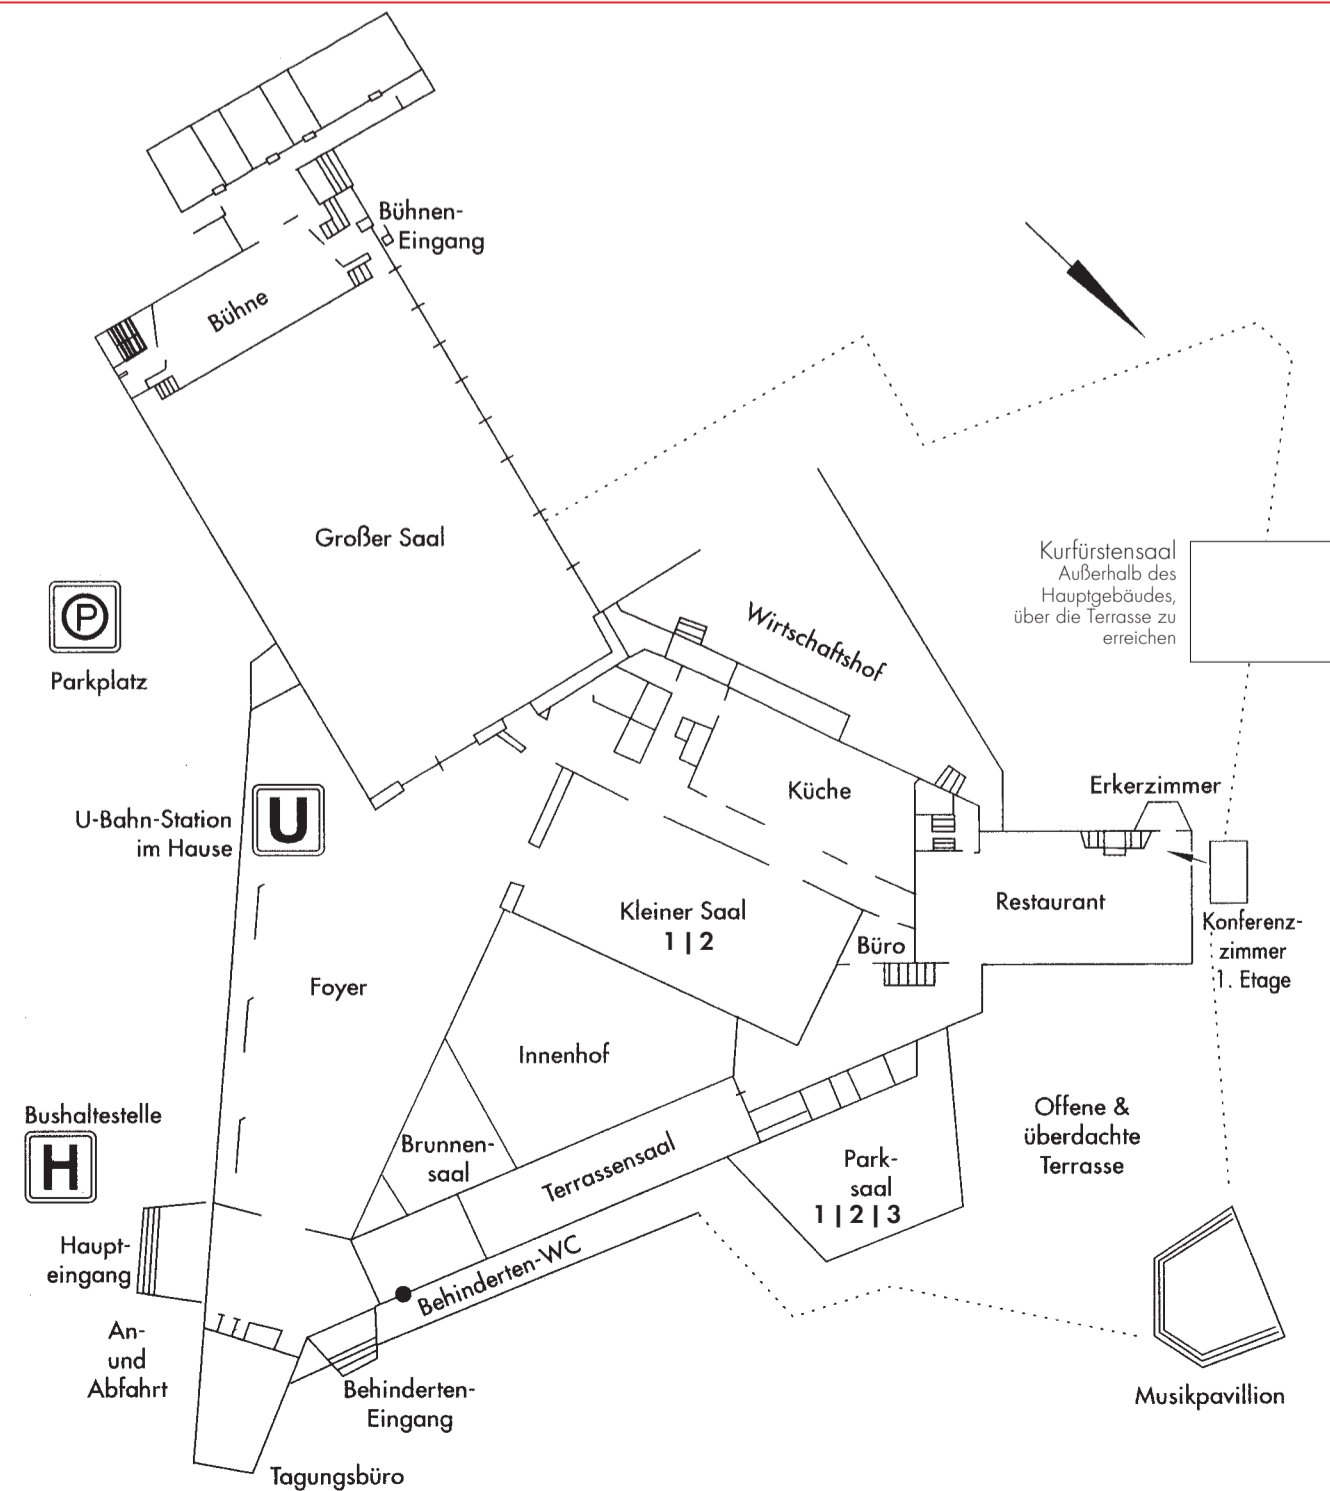 Bühnen-
Eingang
Bühne
Großer Saal
P
Parkplatz
Kurfürstensaal
Außerhalb des
Hauptgebäudes,
über die Terrasse zu
erreichen
Wirtschaftshof
U-Bahn-Station
im Hause
U
Küche
Erkerzimmer
Restaurant
Kleiner Saal
1 | 2
Büro
Konferenz-
zimmer
1. Etage
Foyer
Innenhof
Bushaltestelle
H
Offene &
überdachte
Terrasse
Brunnen-
saal
Terrassensaal
Park-
saal
1 | 2 | 3
Haupt-
eingang
Behinderten-WC
An-
und
Abfahrt
Behinderten-
Eingang
Musikpavillion
Tagungsbüro